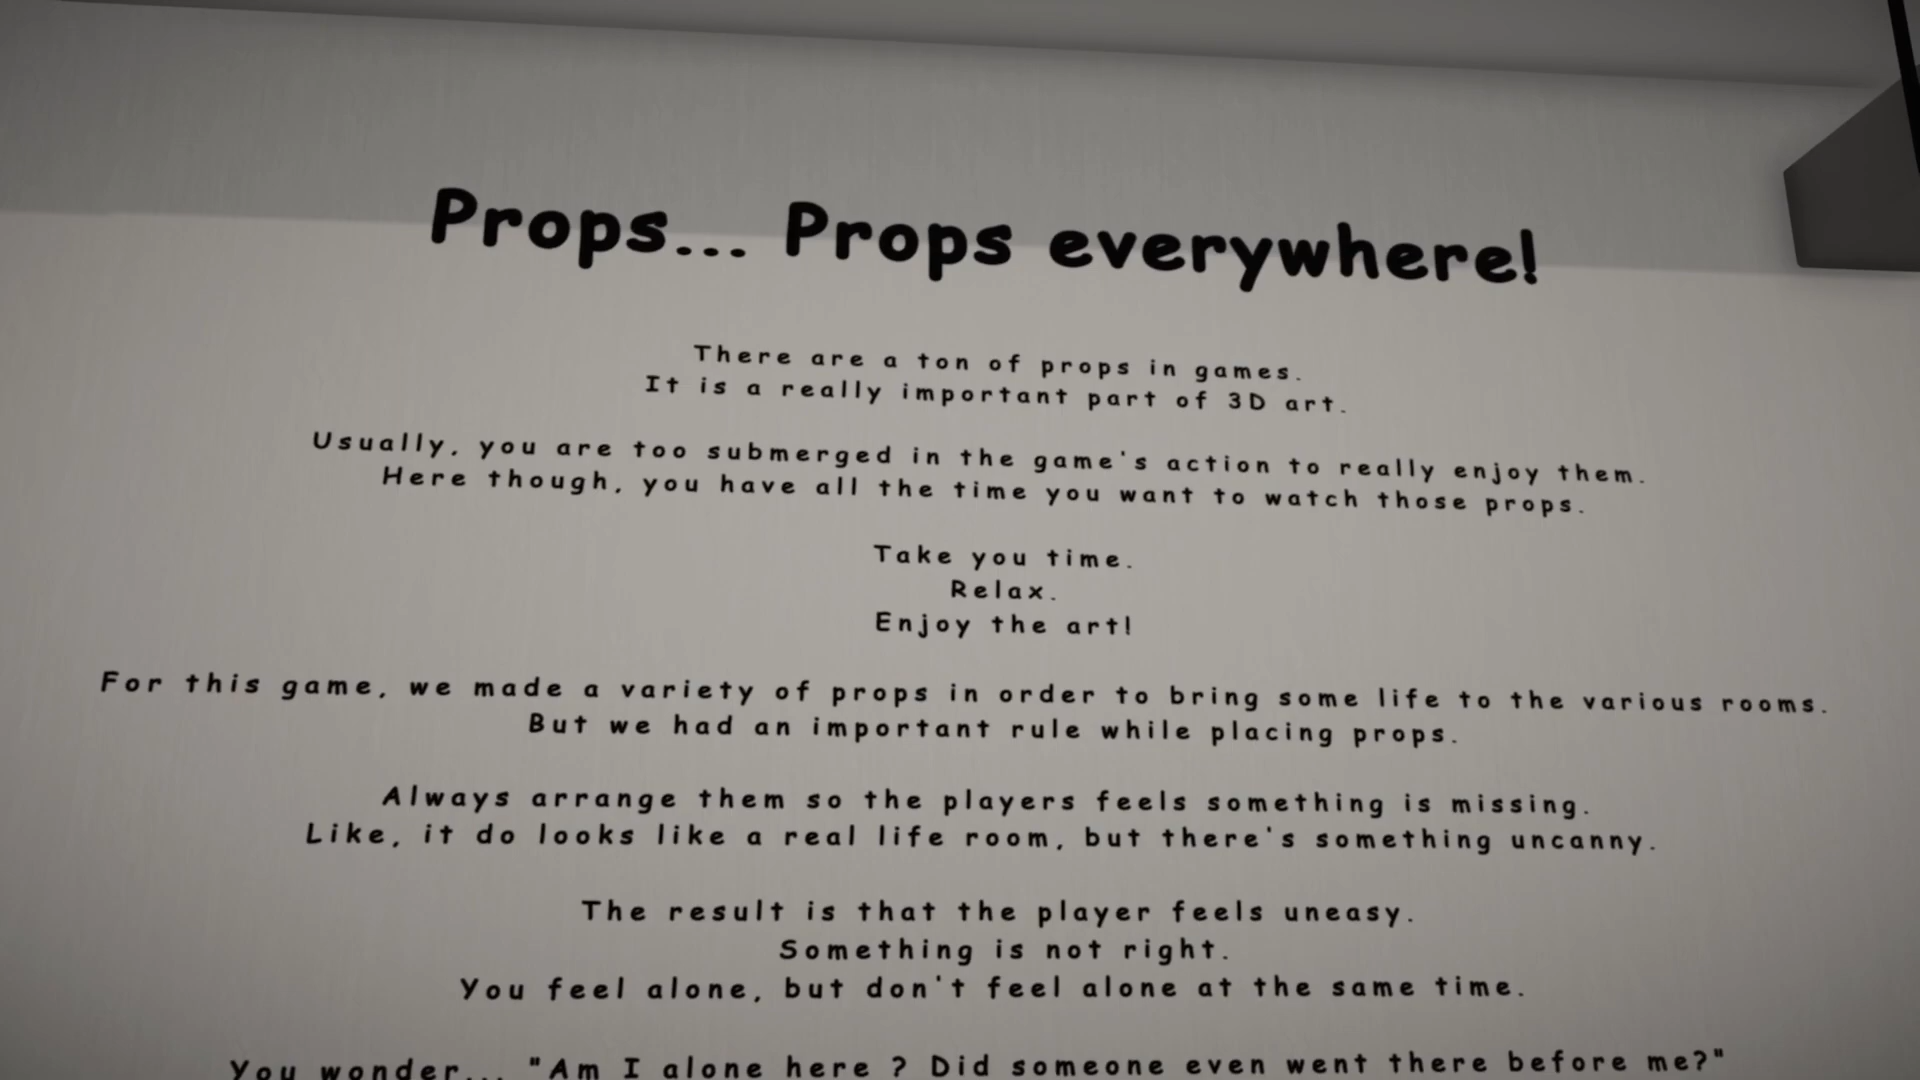 Props... Props everywhere!
There are a ton of props in games.
It is a really important part of 3D art.
Usually, you are too submerged in the game's action to really enjoy them.
Here though, you have all the time you want to watch those props.
Take you time.
Relax.
Enjoy the art!
For this game, we made a variety of props in order to bring some life to the various rooms.
But we had an important rule while placing props.
Always arrange them so the players feels something is missing.
Like, it do looks like a real life room, but there's something uncanny.
The result is that the player feels uneasy.
Something is not right.
You feel alone, but don't feel alone at the same time.
You wonder... "Am I alone here ? Did someone even went there before me?"